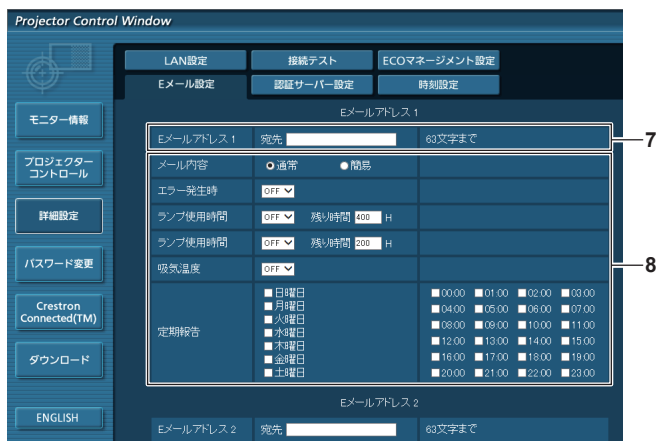 Projector Control Window
LAN設定 接続テスト ECOマネージメント設定
Eメール設定 認証サーバー設定 時刻設定
モニター情報
プロジェクター
コントロール
詳細設定
パスワード変更
Crestron
Connected(TM)
ダウンロード
ENGLISH
Eメールアドレス 1
Eメールアドレス 1 宛先 63文字まで 7
メール内容 通常 簡易
エラー発生時 OFF
ランプ使用時間 OFF 残り時間 400 H
ランプ使用時間 OFF 残り時間 200 H
吸気温度 OFF 8
定期報告
日曜日
月曜日
火曜日
水曜日
木曜日
金曜日
土曜日
00:00 01:00 02:00 03:00
04:00 05:00 06:00 07:00
08:00 09:00 10:00 11:00
12:00 13:00 14:00 15:00
16:00 17:00 18:00 19:00
20:00 21:00 22:00 23:00
Eメールアドレス 2
Eメールアドレス 2 宛先 63文字まで